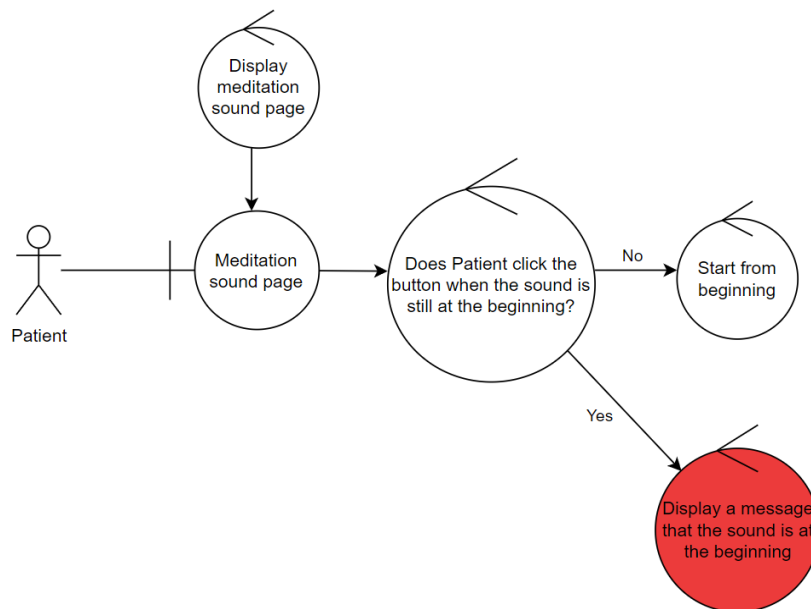 Display
meditation
sound page
Patient
Meditation
sound page
Does Patient click the
button when the sound is
still at the beginning?
No
Start from
beginning
Yes
Display a message
that the sound is at
the beginning